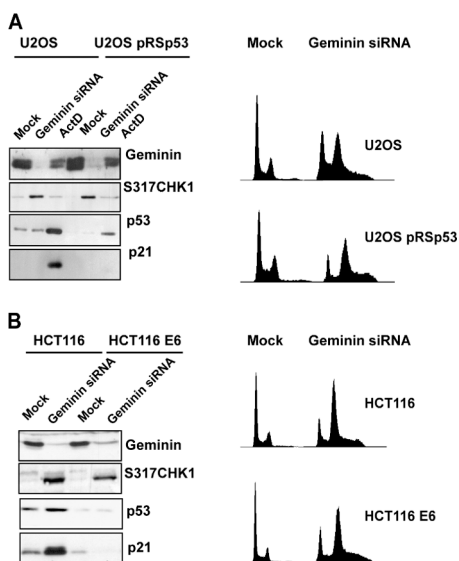 A
U2OS
U2OS pRSp53
Mock
Geminin siRNA
ActD
Mock
Geminin siRNA
ActD
Geminin
S317CHK1
p53
p21
Mock
Geminin siRNA
U2OS
U2OS pRSp53
B
HCT116
HCT116 E6
Mock
Geminin siRNA
Mock
Geminin siRNA
Geminin
S317CHK1
p53
p21
Mock
Geminin siRNA
HCT116
HCT116 E6